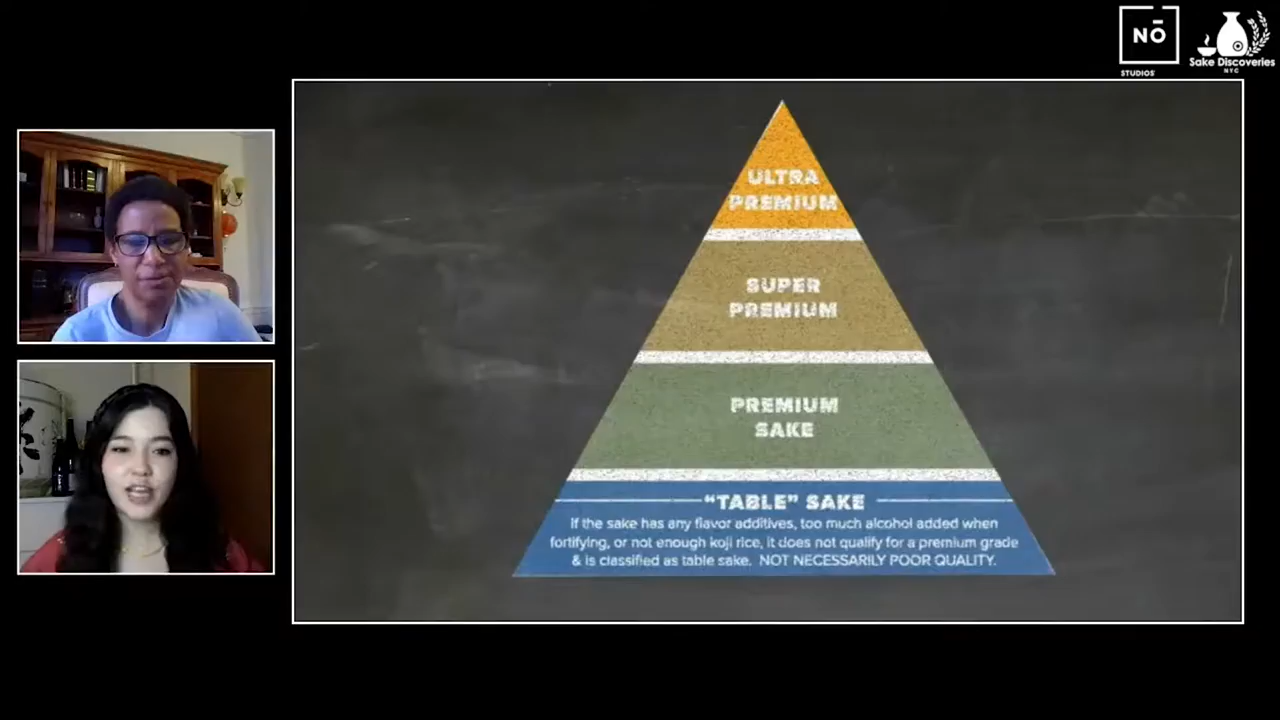 NŌ
STUDIOS
Sake Discoveries
NYC
ULTRA
PREMIUM
SUPER
PREMIUM
PREMIUM
SAKE
“TABLE” SAKE
If the sake has any flavor additives, too much alcohol added when
fortifying, or not enough koji rice, it does not qualify for a premium grade
& is classified as table sake. NOT NECESSARILY POOR QUALITY.